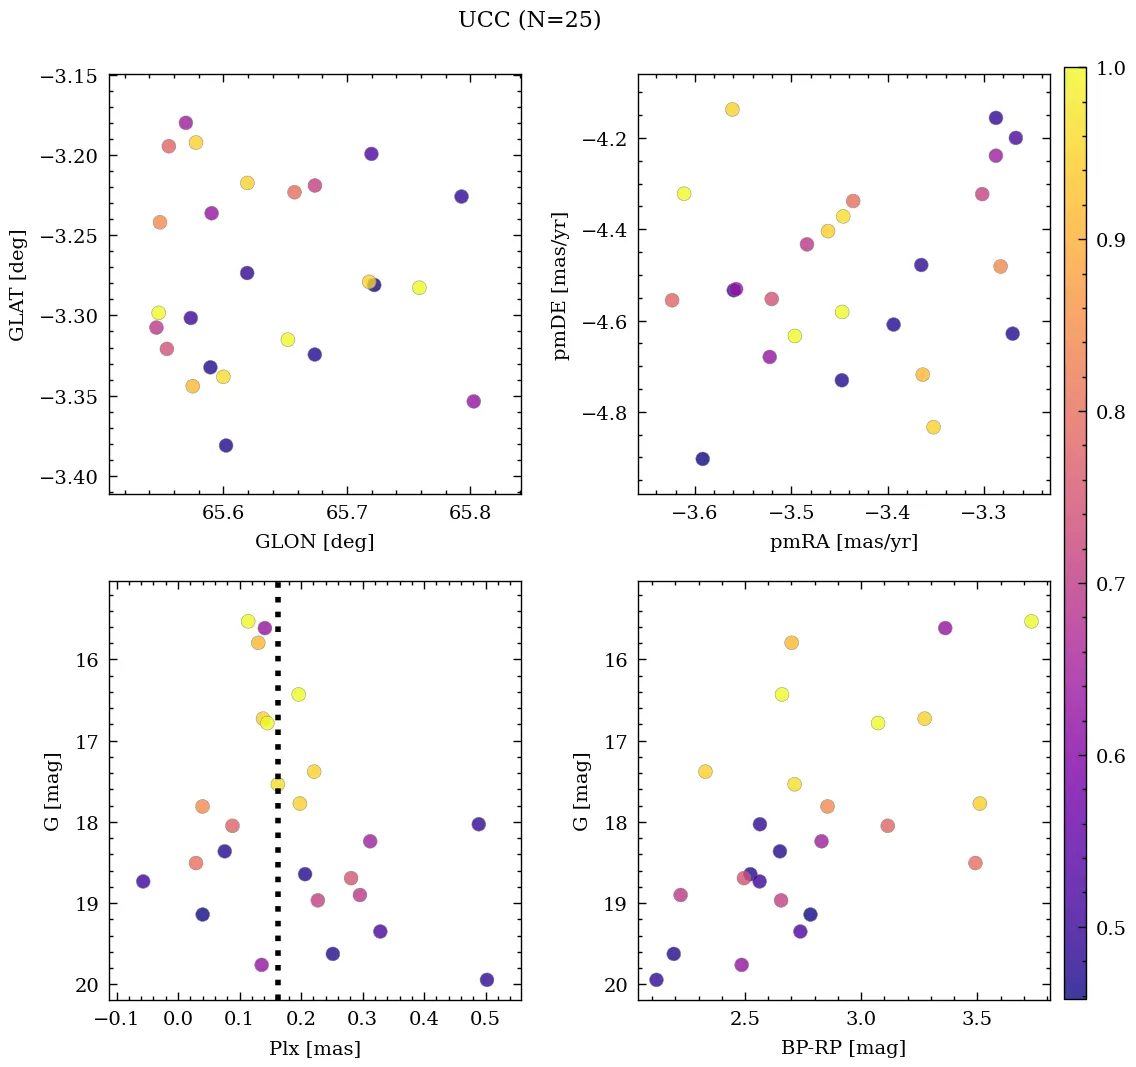 UCC (N=25)
−3.15
−3.20
−3.25
−3.30
−3.35
−3.40
GLAT [deg]
65.6 65.7 65.8
GLON [deg]
−4.2
−4.4
−4.6
−4.8
pmDE [mas/yr]
−3.6 −3.5 −3.4 −3.3
pmRA [mas/yr]
16
17
18
19
20
G [mag]
−0.1 0.0 0.1 0.2 0.3 0.4 0.5
Plx [mas]
16
17
18
19
20
G [mag]
2.5 3.0 3.5
BP-RP [mag]
1.0
0.9
0.8
0.7
0.6
0.5